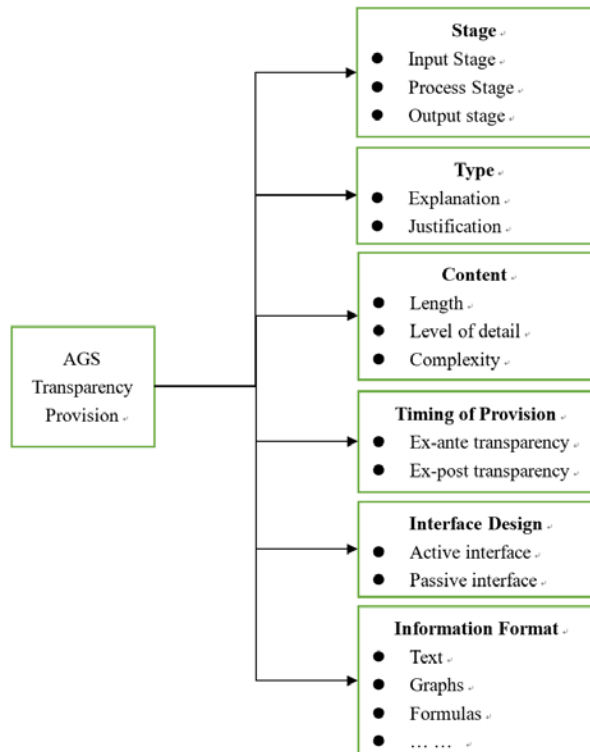 Stage
● Input Stage
● Process Stage
● Output stage
Type
● Explanation
● Justification
Content
● Length
● Level of detail
● Complexity
AGS
Transparency
Provision
Timing of Provision
● Ex-ante transparency
● Ex-post transparency
Interface Design
● Active interface
● Passive interface
Information Format
● Text
● Graphs
● Formulas
● … …